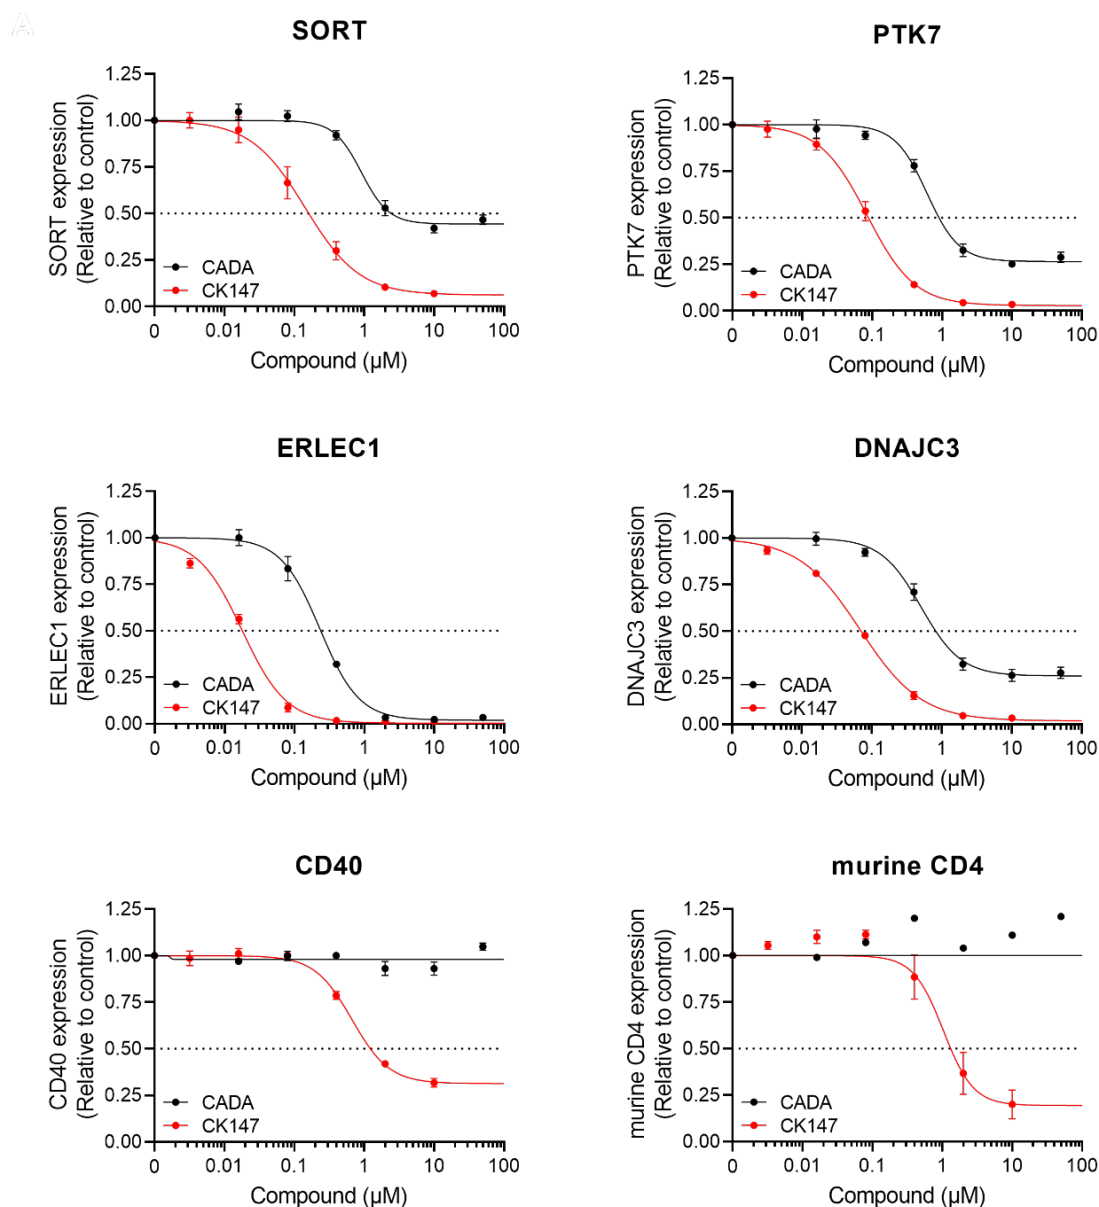 A
SORT
1.25
1.00
0.75
0.50
0.25
0.00
SORT expression
(Relative to control)
CADA
CK147
0 0.01 0.1 1 10 100
Compound (µM)
PTK7
1.25
1.00
0.75
0.50
0.25
0.00
PTK7 expression
(Relative to control)
CADA
CK147
0 0.01 0.1 1 10 100
Compound (µM)
ERLEC1
1.25
1.00
0.75
0.50
0.25
0.00
ERLEC1 expression
(Relative to control)
CADA
CK147
0 0.01 0.1 1 10 100
Compound (µM)
DNAJC3
1.25
1.00
0.75
0.50
0.25
0.00
DNAJC3 expression
(Relative to control)
CADA
CK147
0 0.01 0.1 1 10 100
Compound (µM)
CD40
1.25
1.00
0.75
0.50
0.25
0.00
CD40 expression
(Relative to control)
CADA
CK147
0 0.01 0.1 1 10 100
Compound (µM)
murine CD4
1.25
1.00
0.75
0.50
0.25
0.00
murine CD4 expression
(Relative to control)
CADA
CK147
0 0.01 0.1 1 10 100
Compound (µM)